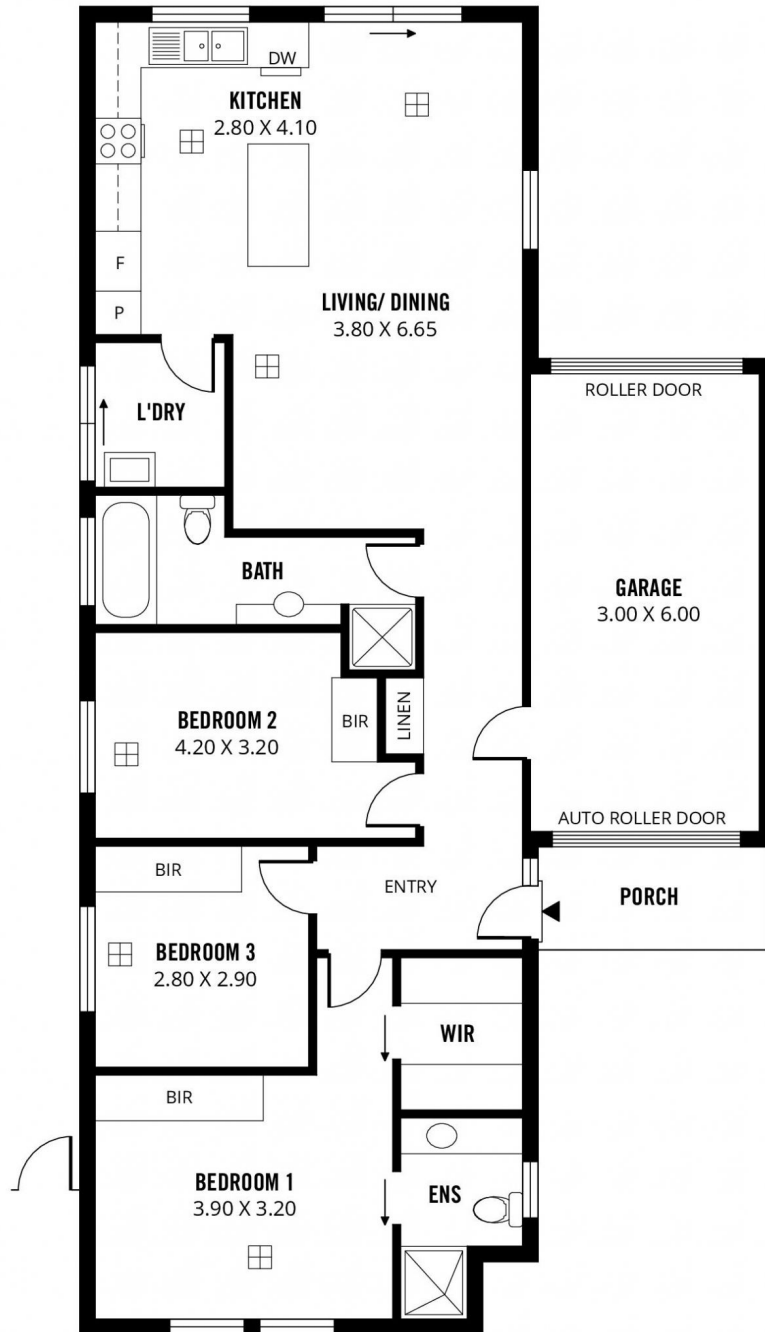 DW
KITCHEN
2.80 X 4.10
F
P
LIVING/ DINING
3.80 X 6.65
L'DRY
ROLLER DOOR
BATH
GARAGE
3.00 X 6.00
BEDROOM 2
4.20 X 3.20
BIR
LINEN
AUTO ROLLER DOOR
BIR
ENTRY
PORCH
BEDROOM 3
2.80 X 2.90
WIR
BIR
BEDROOM 1
3.90 X 3.20
ENS